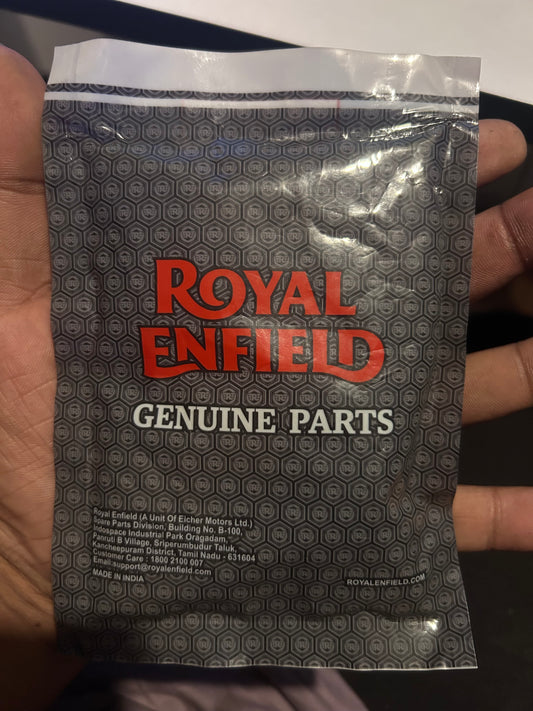 ROYAL
ENFIELD
GENUINE PARTS
Royal Enfield (A Unit Of Eicher Motors Ltd.)
Spare Parts Division, Building No. B-100,
Indospace Industrial Park Oragadam,
Panruti B Village, Sriperumbudur Taluk,
Kancheepuram District, Tamil Nadu - 631604
Customer Care : 1800 2100 007
Email:support@royalenfield.com
MADE IN INDIA
ROYALENFIELD.COM